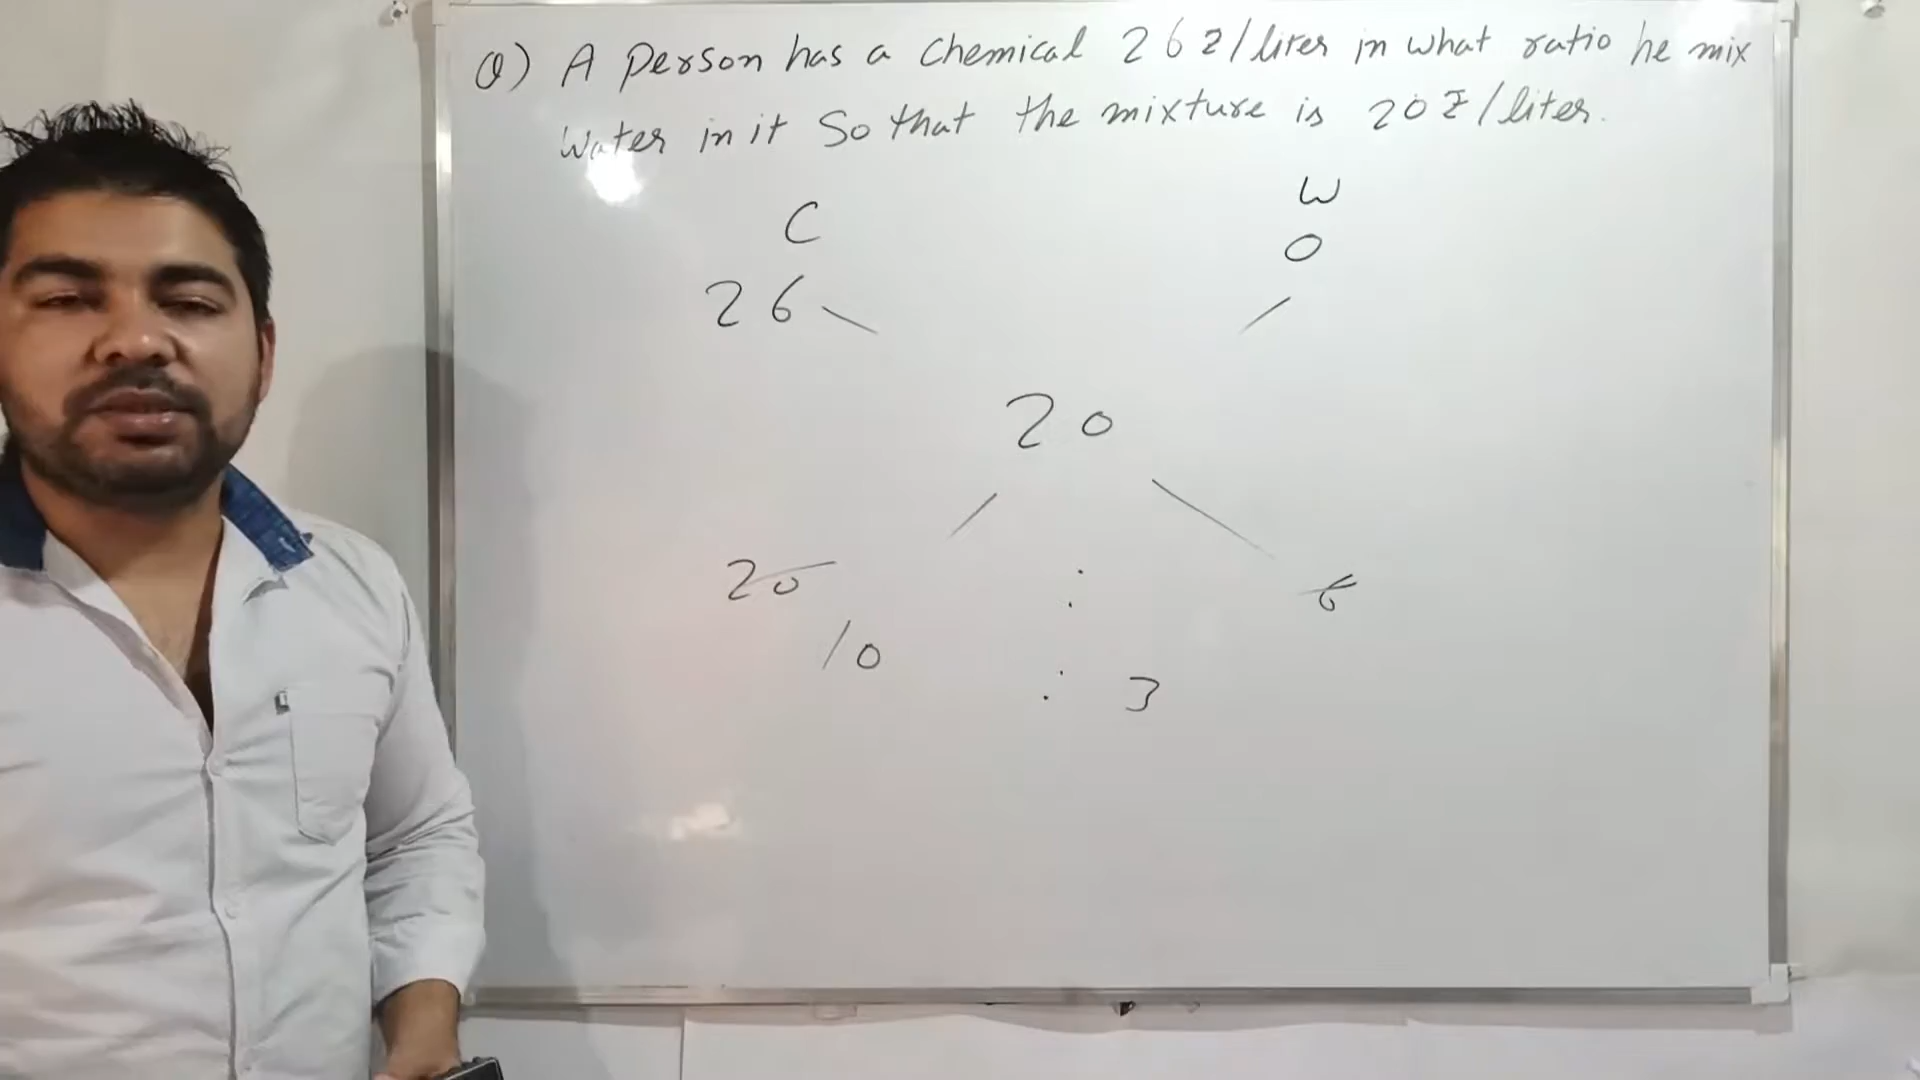 Q) A Person has a Chemical 26₹/liter in what ratio he mix
Water in it So that the mixture is 20₹/liter.
C W
26 0
20
20 : 6
10 : 3